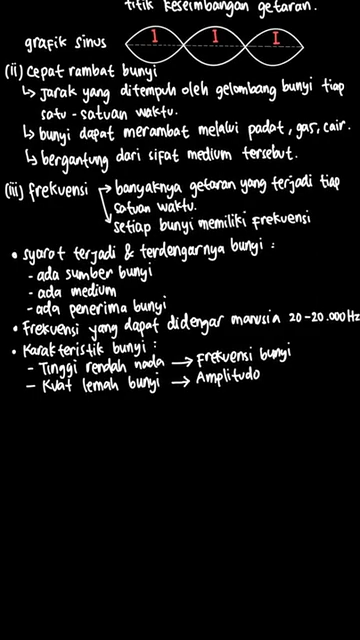 titik keseimbangan getaran.
grafik sinus
I I I
(ii) cepat rambat bunyi
↳ Jarak yang ditempuh oleh gelombang bunyi tiap
satu-satuan waktu.
↳ bunyi dapat merambat melalui padat, gas, cair.
↳ bergantung dari sifat medium tersebut.
(iii) frekuensi → banyaknya getaran yang terjadi tiap
satuan waktu.
↘ setiap bunyi memiliki frekuensi
• syarat terjadi & terdengarnya bunyi :
- ada sumber bunyi
- ada medium
- ada penerima bunyi
• Frekuensi yang dapat didengar manusia 20-20.000 Hz
• Karakteristik bunyi :
- Tinggi rendah nada → Frekuensi bunyi
- Kuat lemah bunyi → Amplitudo